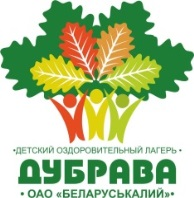 •ДЕТСКИЙ ОЗДОРОВИТЕЛЬНЫЙ ЛАГЕРЬ•
ДУБРАВА
• ОАО «БЕЛАРУСЬКАЛИЙ» •